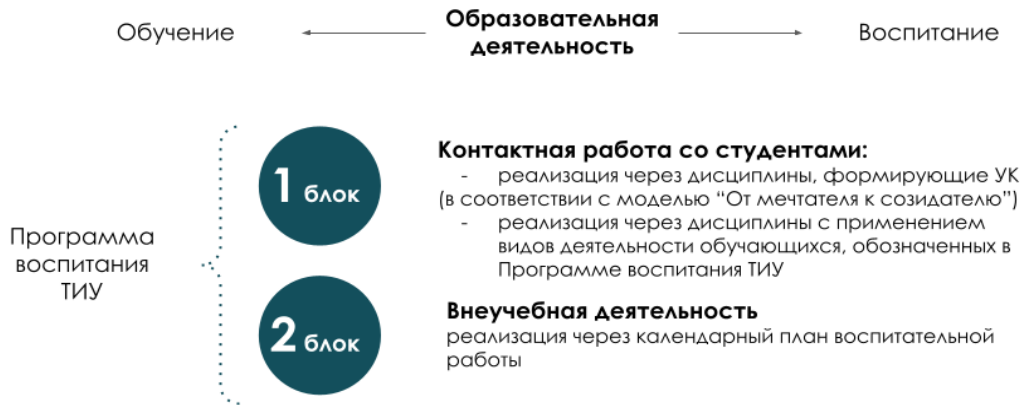 Обучение
Образовательная
деятельность
Воспитание
Программа
воспитания
ТИУ
1 блок
Контактная работа со студентами:
- реализация через дисциплины, формирующие УК
(в соответствии с моделью “От мечтателя к созидателю”)
- реализация через дисциплины с применением
видов деятельности обучающихся, обозначенных в
Программе воспитания ТИУ
2 блок
Внеучебная деятельность
реализация через календарный план воспитательной
работы